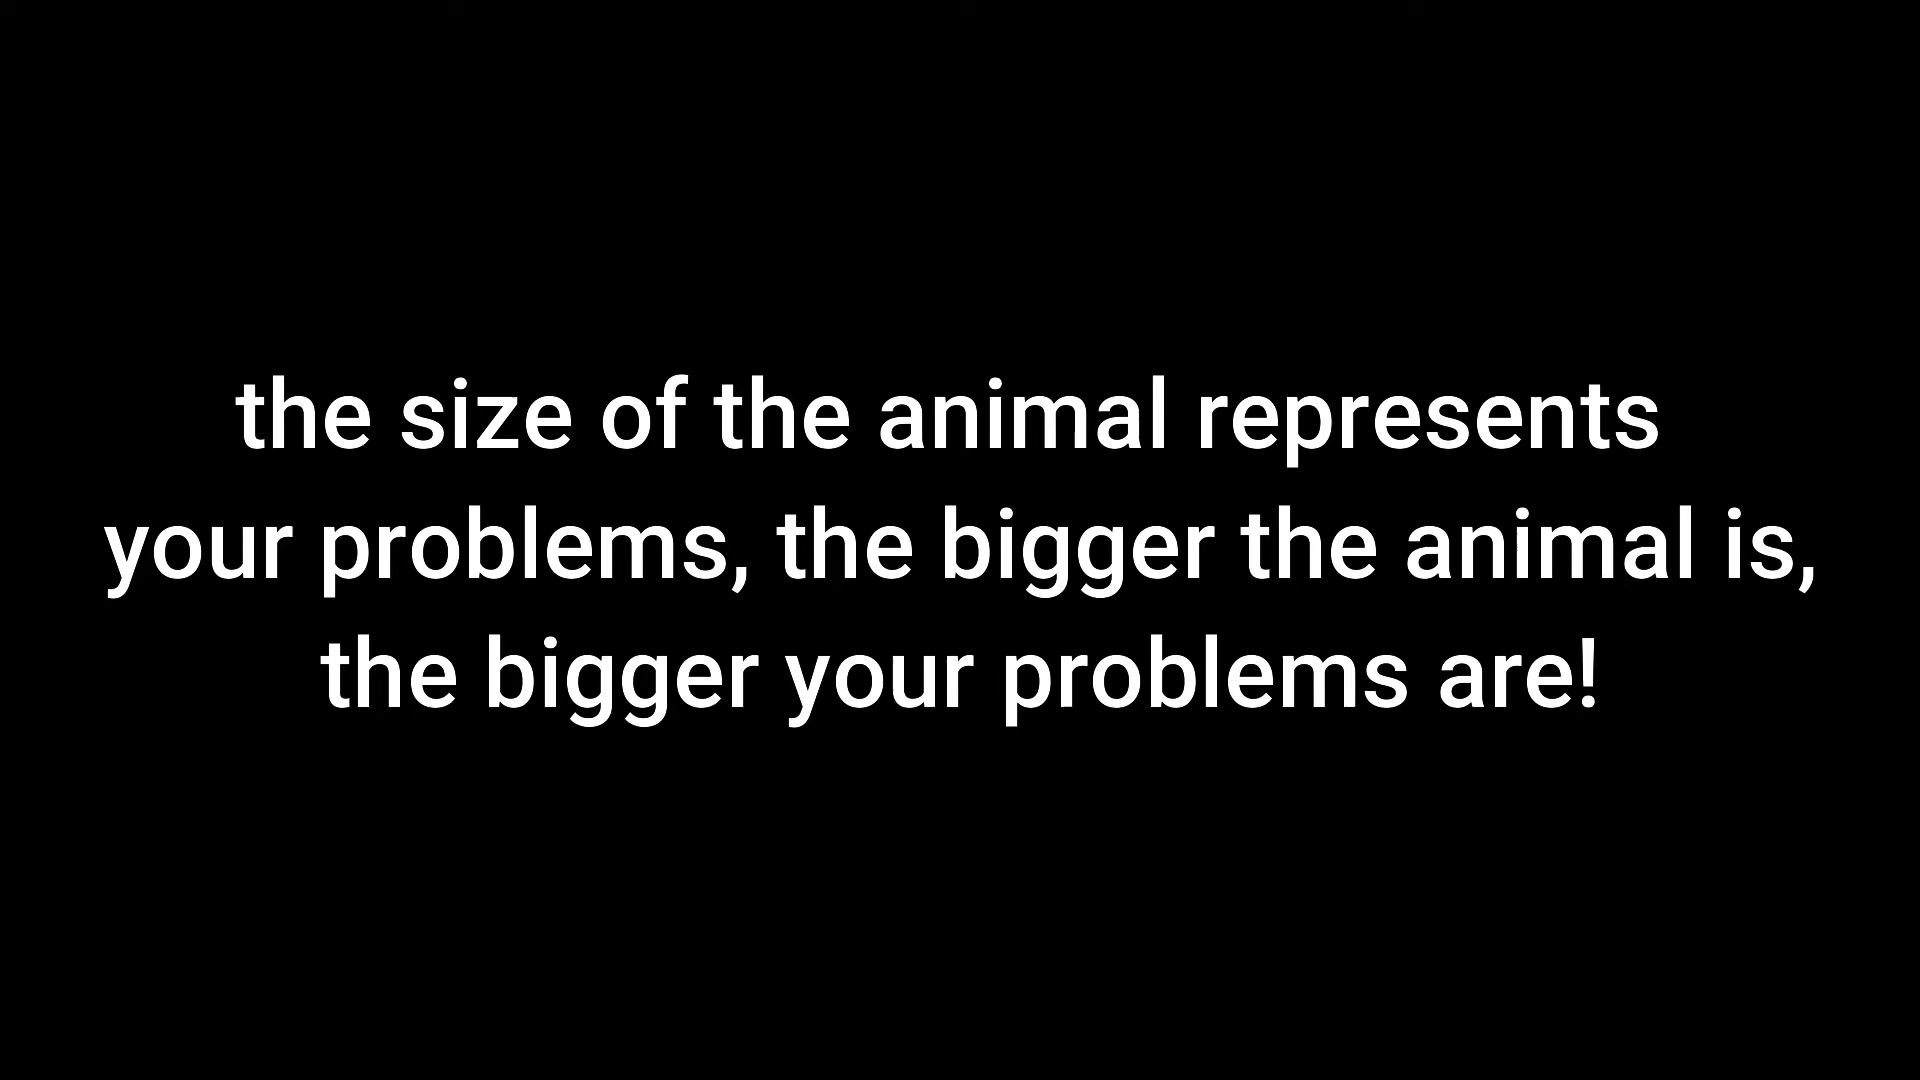 the size of the animal represents
your problems, the bigger the animal is,
the bigger your problems are!